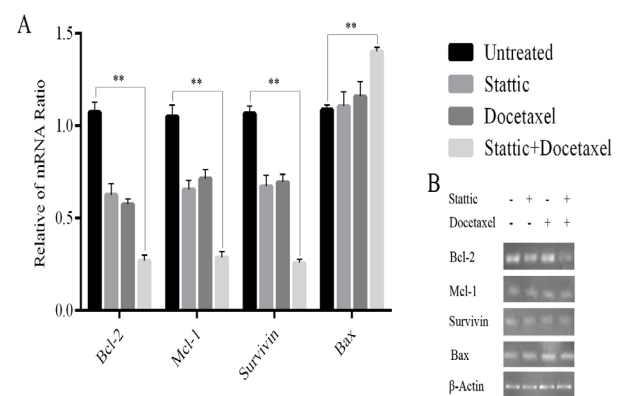 A
Relative of mRNA Ratio
1.5
1.0
0.5
0.0
**
**
**
**
Bcl-2
Mcl-1
Survivin
Bax
Untreated
Stattic
Docetaxel
Stattic+Docetaxel
B
Stattic - + - +
Docetaxel - - + +
Bcl-2
Mcl-1
Survivin
Bax
β-Actin